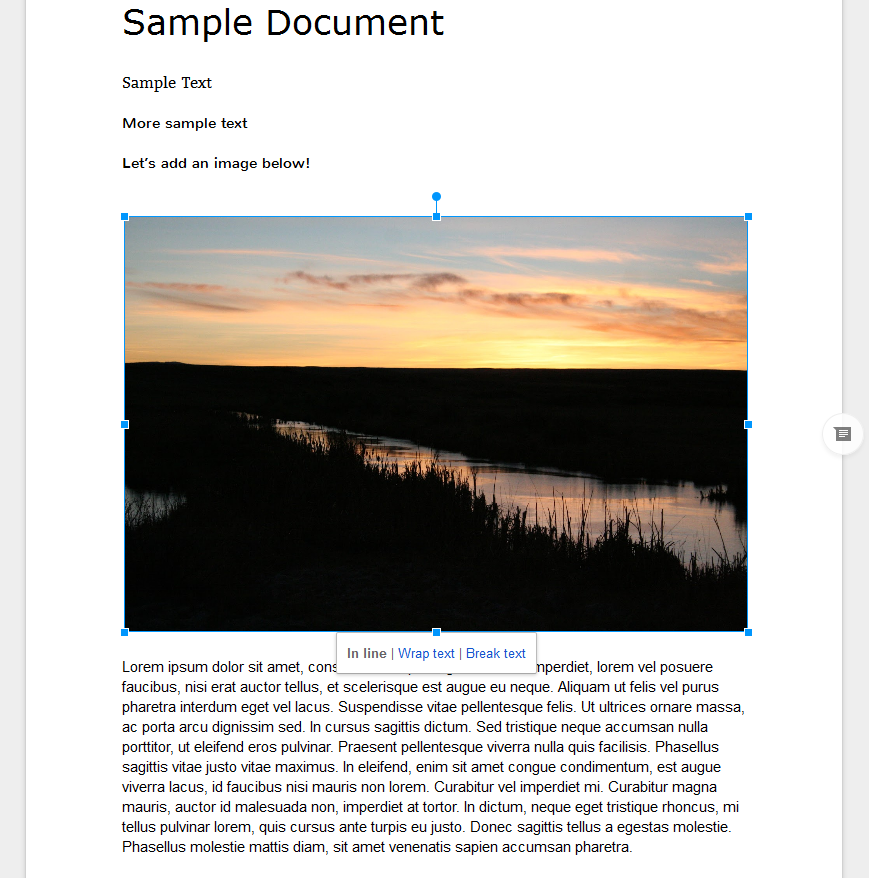 Sample Document
Sample Text
More sample text
Let's add an image below!
In line | Wrap text | Break text
Lorem ipsum dolor sit amet, imperdiet, lorem vel posuere
faucibus, nisi erat auctor tellus, et scelerisque est augue eu neque. Aliquam ut felis vel purus
pharetra interdum eget vel lacus. Suspendisse vitae pellentesque felis. Ut ultrices ornare massa,
ac porta arcu dignissim sed. In cursus sagittis dictum. Sed tristique neque accumsan nulla
porttitor, ut eleifend eros pulvinar. Praesent pellentesque viverra nulla quis facilisis. Phasellus
sagittis vitae justo vitae maximus. In eleifend, enim sit amet congue condimentum, est augue
viverra lacus, id faucibus nisi mauris non lorem. Curabitur vel imperdiet mi. Curabitur magna
mauris, auctor id malesuada non, imperdiet at tortor. In dictum, neque eget tristique rhoncus, mi
tellus pulvinar lorem, quis cursus ante turpis eu justo. Donec sagittis tellus a egestas molestie.
Phasellus molestie mattis diam, sit amet venenatis sapien accumsan pharetra.